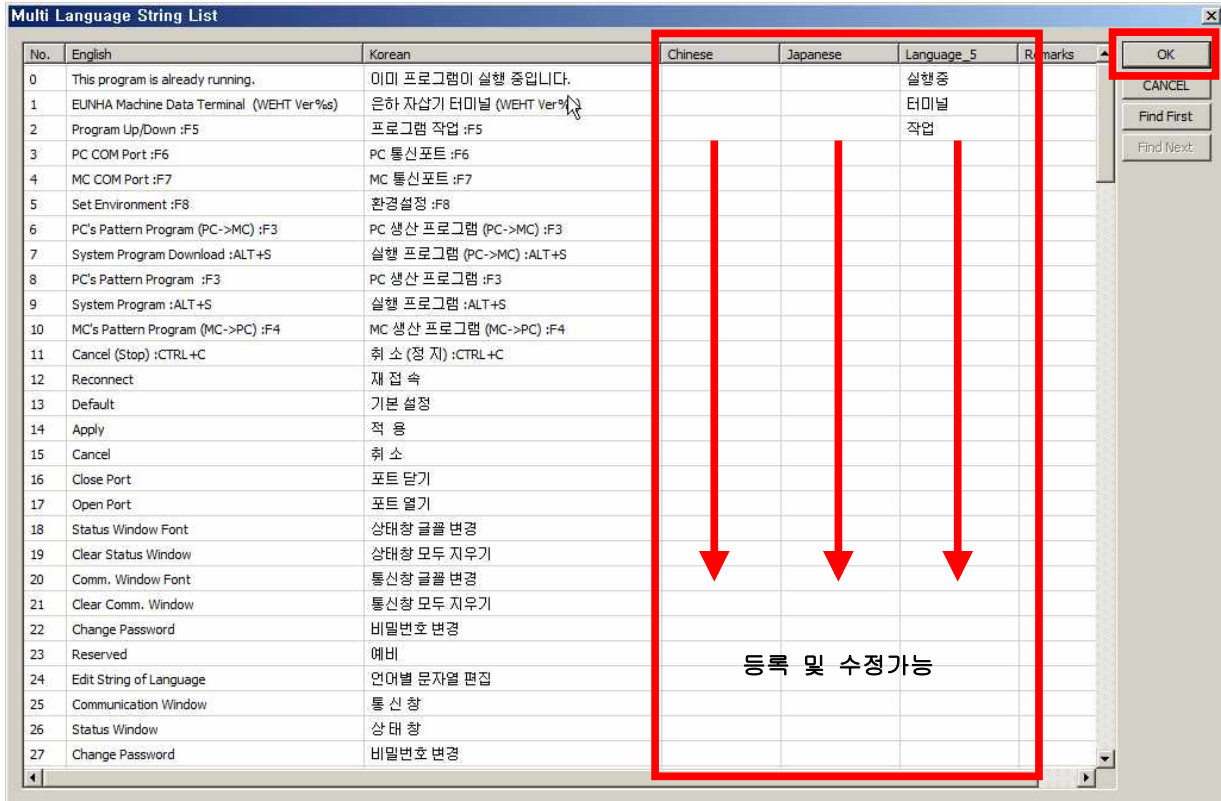 Multi Language String List
No. English Korean Chinese Japanese Language_5 Remarks
OK
CANCEL
Find First
Find Next
0 This program is already running. 이미 프로그램이 실행 중입니다. 실행중
1 EUNHA Machine Data Terminal (WEHT Ver%s) 은하 자삽기 터미널 (WEHT Ver% ) 터미널
2 Program Up/Down :F5 프로그램 작업 :F5 작업
3 PC COM Port :F6 PC 통신포트 :F6
4 MC COM Port :F7 MC 통신포트 :F7
5 Set Environment :F8 환경설정 :F8
6 PC's Pattern Program (PC->MC) :F3 PC 생산 프로그램 (PC->MC) :F3
7 System Program Download :ALT+S 실행 프로그램 (PC->MC) :ALT+S
8 PC's Pattern Program :F3 PC 생산 프로그램 :F3
9 System Program :ALT+S 실행 프로그램 :ALT+S
10 MC's Pattern Program (MC->PC) :F4 MC 생산 프로그램 (MC->PC) :F4
11 Cancel (Stop) :CTRL+C 취 소 (정 지) :CTRL+C
12 Reconnect 재 접 속
13 Default 기본 설정
14 Apply 적 용
15 Cancel 취 소
16 Close Port 포트 닫기
17 Open Port 포트 열기
18 Status Window Font 상태창 글꼴 변경
19 Clear Status Window 상태창 모두 지우기
20 Comm. Window Font 통신창 글꼴 변경
21 Clear Comm. Window 통신창 모두 지우기
22 Change Password 비밀번호 변경
23 Reserved 예비
24 Edit String of Language 언어별 문자열 편집
25 Communication Window 통 신 창
26 Status Window 상 태 창
27 Change Password 비밀번호 변경
등록 및 수정가능